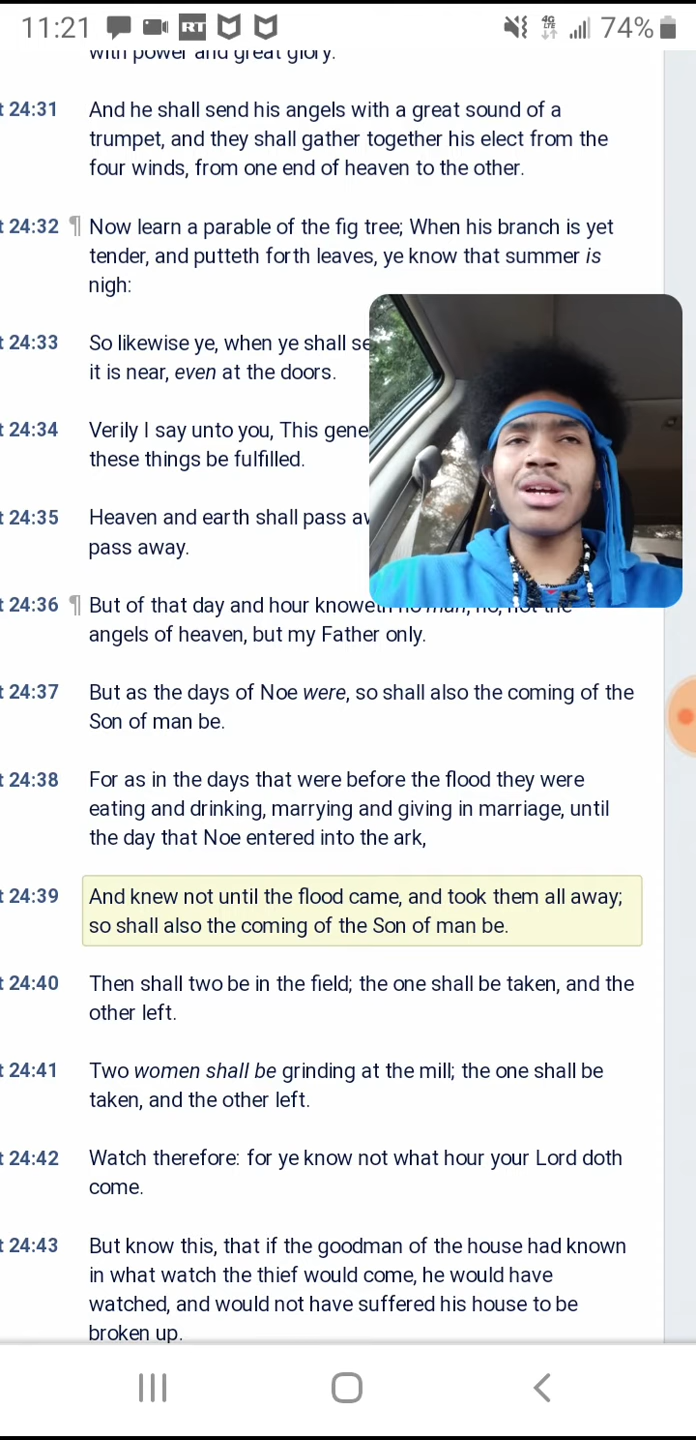 11:21 RT 4G LTE 74%
with power and great glory.
t 24:31 And he shall send his angels with a great sound of a
trumpet, and they shall gather together his elect from the
four winds, from one end of heaven to the other.
t 24:32 ¶ Now learn a parable of the fig tree; When his branch is yet
tender, and putteth forth leaves, ye know that summer is
nigh:
t 24:33 So likewise ye, when ye shall se
it is near, even at the doors.
t 24:34 Verily I say unto you, This gene
these things be fulfilled.
t 24:35 Heaven and earth shall pass av
pass away.
t 24:36 ¶ But of that day and hour knoweth no man, no, not the
angels of heaven, but my Father only.
t 24:37 But as the days of Noe were, so shall also the coming of the
Son of man be.
t 24:38 For as in the days that were before the flood they were
eating and drinking, marrying and giving in marriage, until
the day that Noe entered into the ark,
t 24:39 And knew not until the flood came, and took them all away;
so shall also the coming of the Son of man be.
t 24:40 Then shall two be in the field; the one shall be taken, and the
other left.
t 24:41 Two women shall be grinding at the mill; the one shall be
taken, and the other left.
t 24:42 Watch therefore: for ye know not what hour your Lord doth
come.
t 24:43 But know this, that if the goodman of the house had known
in what watch the thief would come, he would have
watched, and would not have suffered his house to be
broken up.